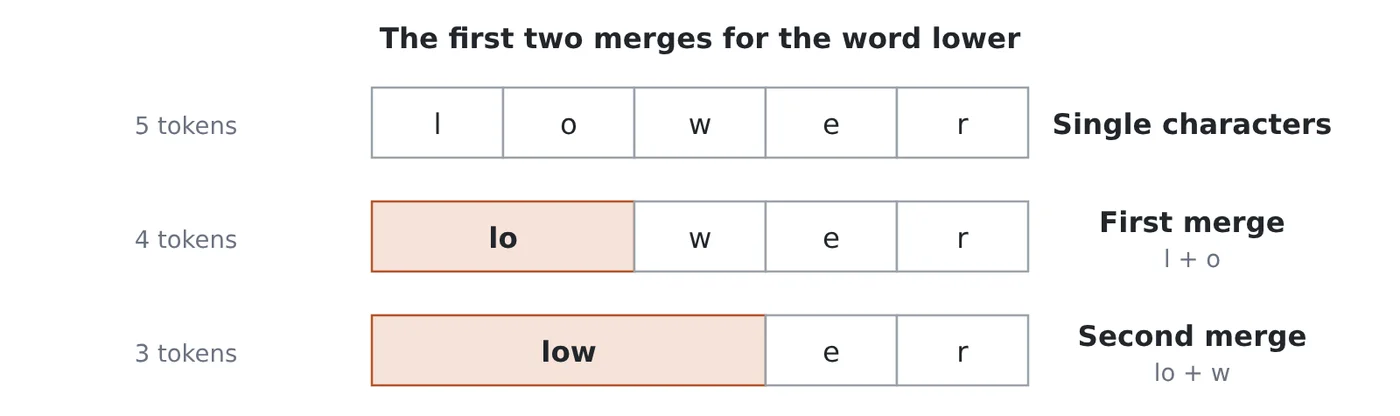 The first two merges for the word lower
5 tokens l o w e r Single characters
4 tokens lo w e r First merge
l + o
3 tokens low e r Second merge
lo + w